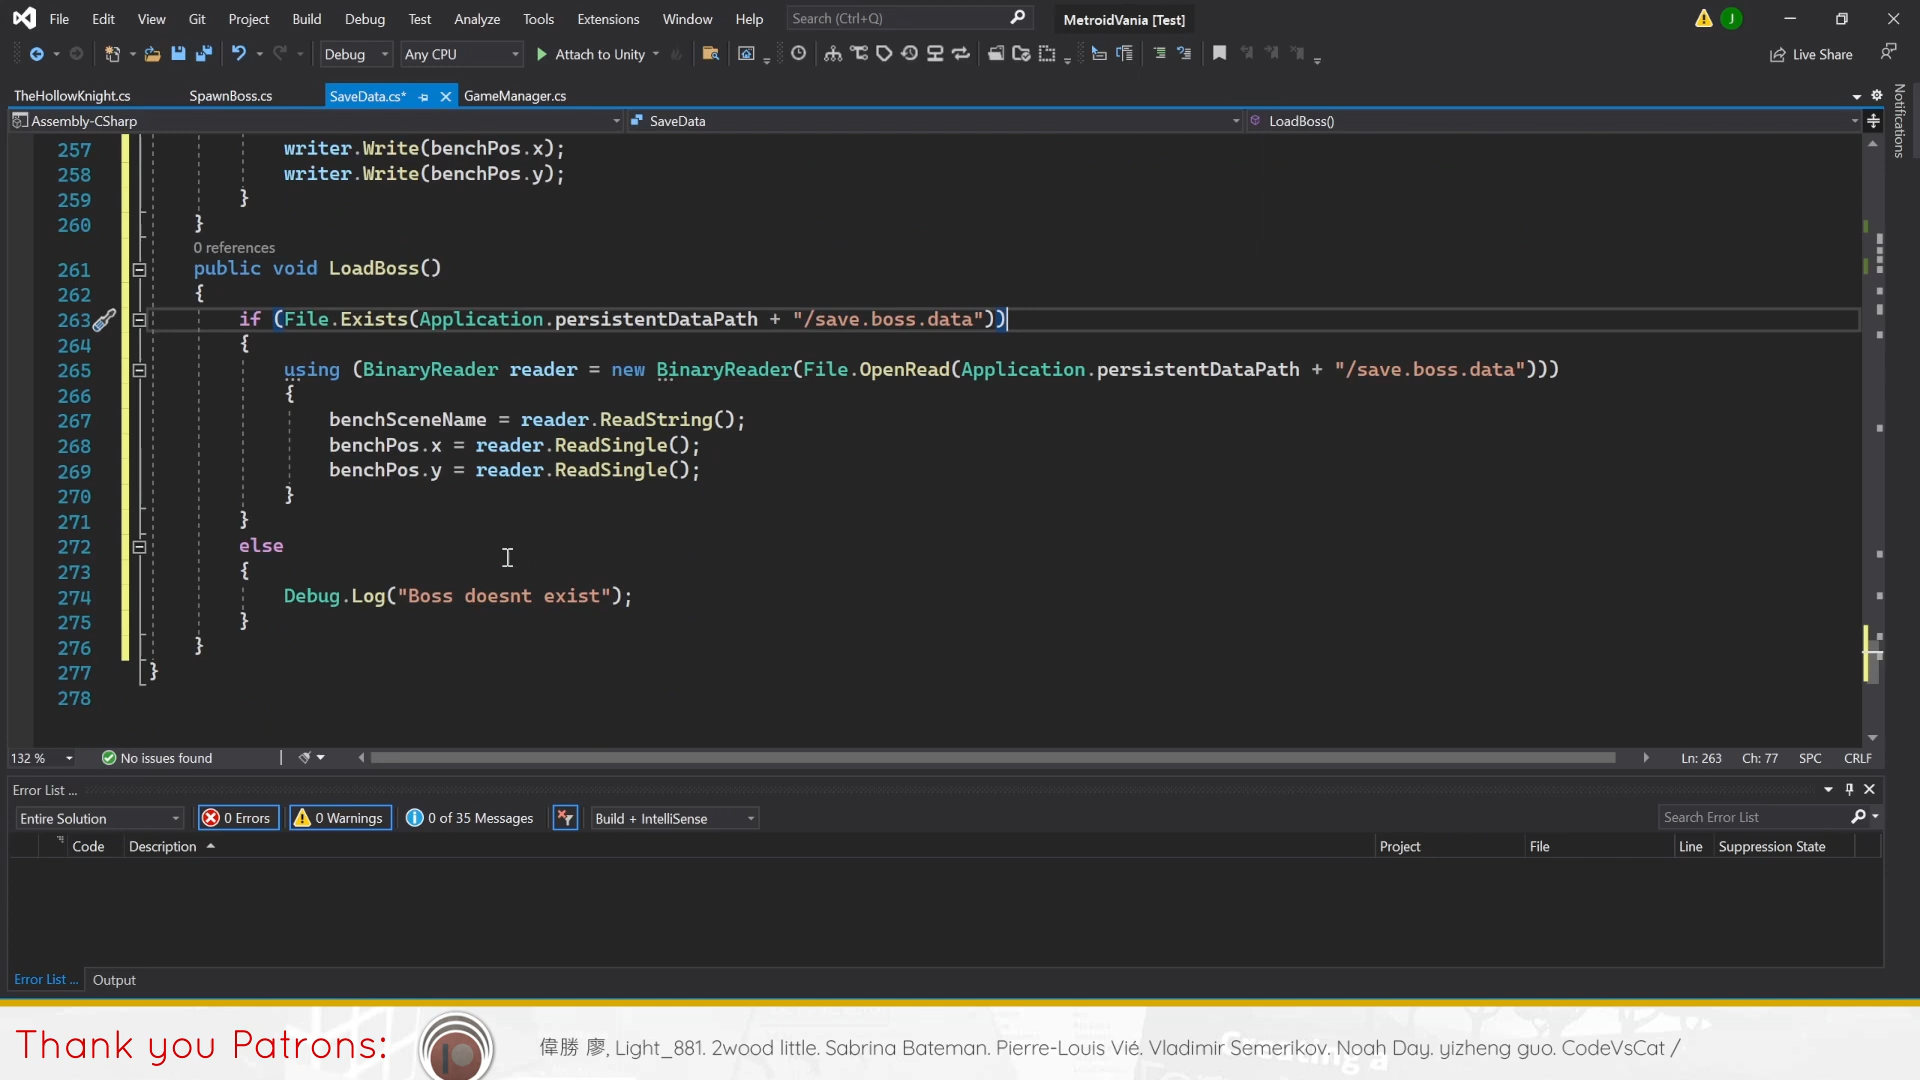 File Edit View Git Project Build Debug Test Analyze Tools Extensions Window Help Search (Ctrl+Q) MetroidVania [Test] J
Debug Any CPU Attach to Unity Live Share
TheHollowKnight.cs SpawnBoss.cs SaveData.cs* GameManager.cs
Notifications
Assembly-CSharp SaveData LoadBoss()
257 writer.Write(benchPos.x);
258 writer.Write(benchPos.y);
259 }
260 }
0 references
261 public void LoadBoss()
262 {
263 if (File.Exists(Application.persistentDataPath + "/save.boss.data"))
264 {
265 using (BinaryReader reader = new BinaryReader(File.OpenRead(Application.persistentDataPath + "/save.boss.data")))
266 {
267 benchSceneName = reader.ReadString();
268 benchPos.x = reader.ReadSingle();
269 benchPos.y = reader.ReadSingle();
270 }
271 }
272 else
273 {
274 Debug.Log("Boss doesnt exist");
275 }
276 }
277 }
278
132 % No issues found Ln: 263 Ch: 77 SPC CRLF
Error List ...
Entire Solution 0 Errors 0 Warnings 0 of 35 Messages Build + IntelliSense Search Error List
Code Description Project File Line Suppression State
Error List ... Output
Thank you Patrons: 偉勝 廖, Light_881. 2wood little. Sabrina Bateman. Pierre-Louis Vié. Vladimir Semerikov. Noah Day. yizheng guo. CodeVsCat /